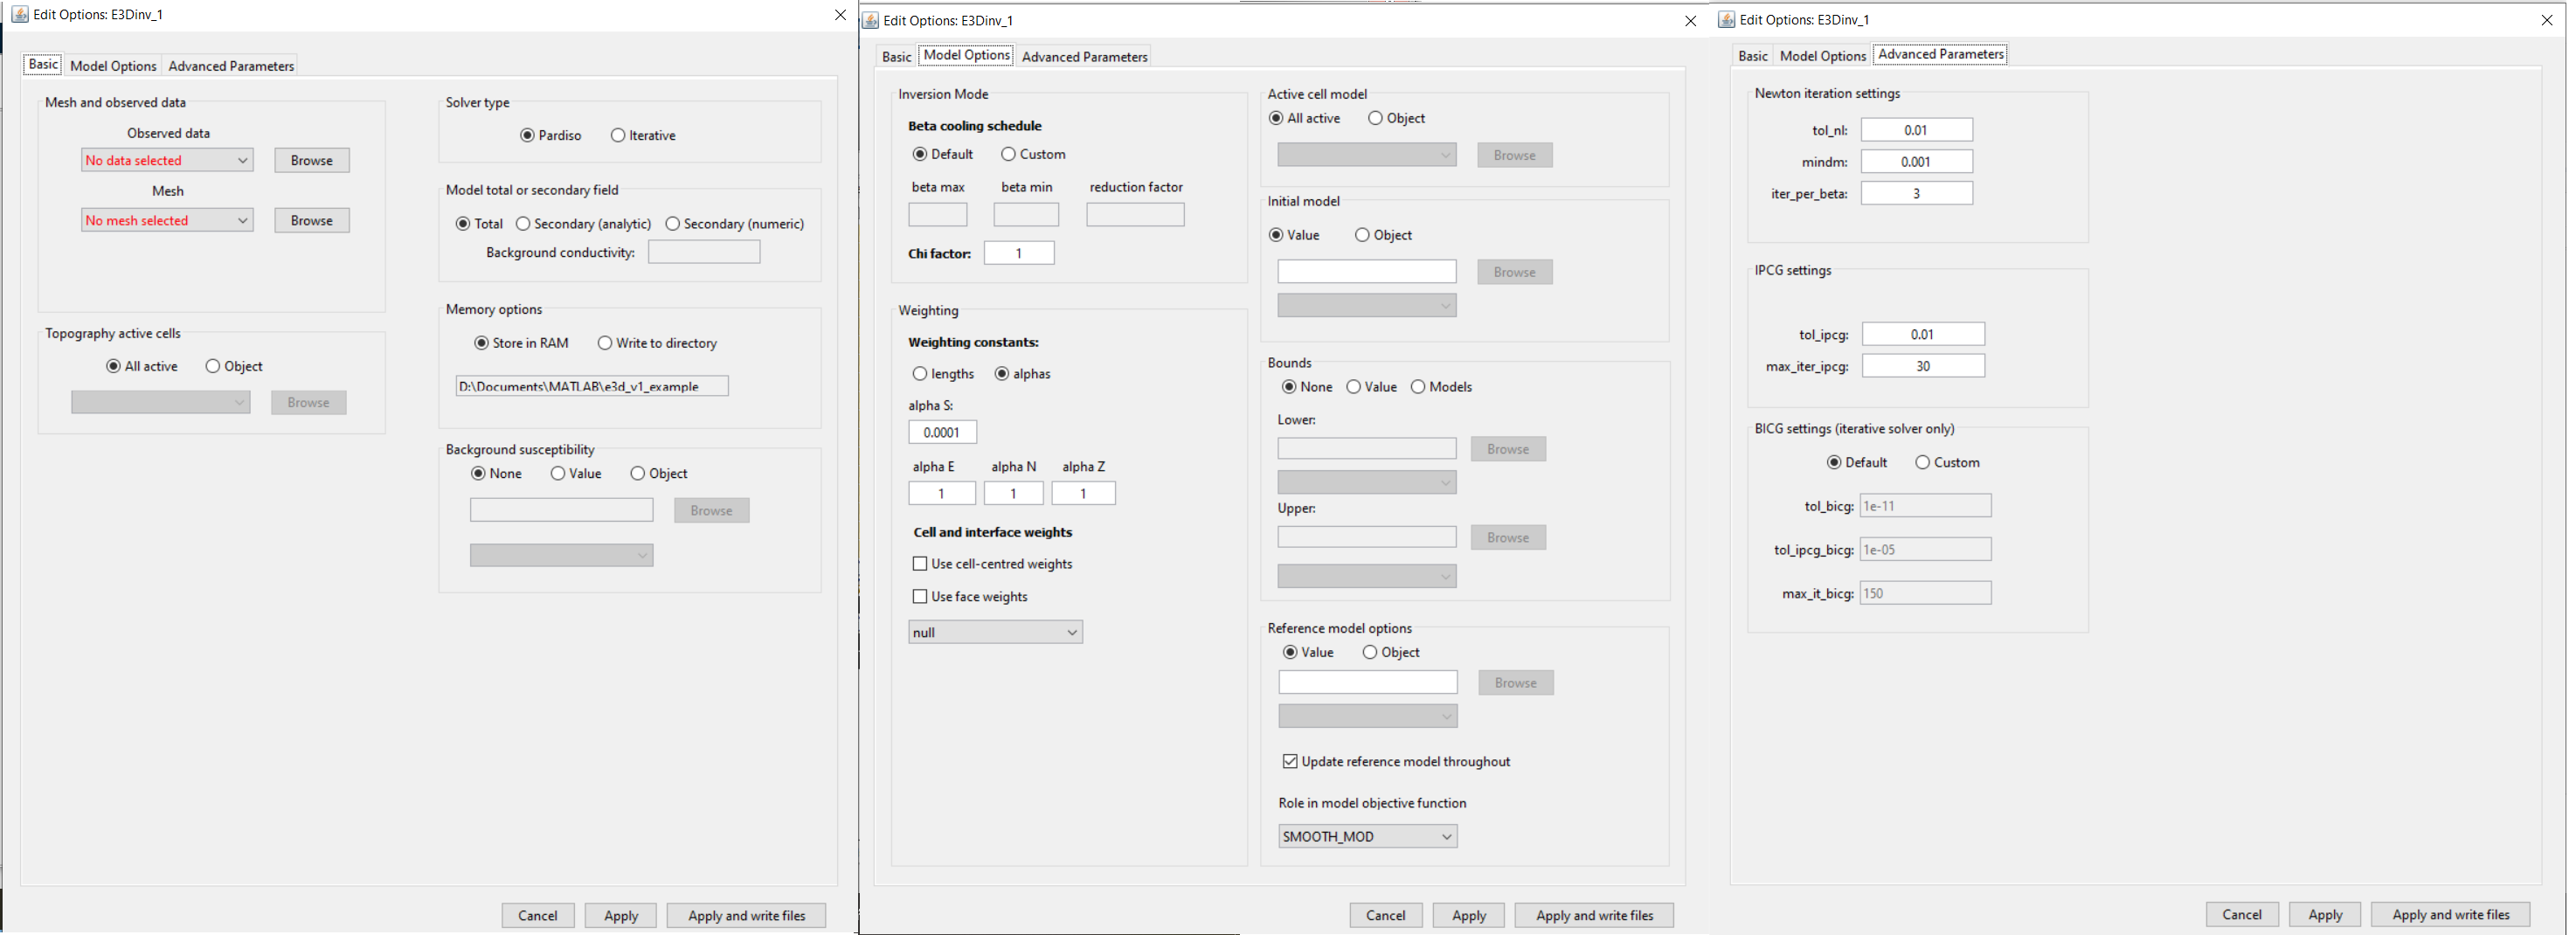 Edit Options: E3Dinv_1
Basic Model Options Advanced Parameters
Mesh and observed data
Observed data
No data selected Browse
Mesh
No mesh selected Browse
Topography active cells
All active Object
Browse
Solver type
Pardiso Iterative
Model total or secondary field
Total Secondary (analytic) Secondary (numeric)
Background conductivity:
Memory options
Store in RAM Write to directory
D:\Documents\MATLAB\e3d_v1_example
Background susceptibility
None Value Object
Browse
Cancel Apply Apply and write files
Edit Options: E3Dinv_1
Basic Model Options Advanced Parameters
Inversion Mode
Beta cooling schedule
Default Custom
beta max beta min reduction factor
Chi factor: 1
Weighting
Weighting constants:
lengths alphas
alpha S:
0.0001
alpha E alpha N alpha Z
1 1 1
Cell and interface weights
Use cell-centred weights
Use face weights
null
Active cell model
All active Object
Browse
Initial model
Value Object
Browse
Bounds
None Value Models
Lower:
Browse
Upper:
Browse
Reference model options
Value Object
Browse
Update reference model throughout
Role in model objective function
SMOOTH_MOD
Cancel Apply Apply and write files
Edit Options: E3Dinv_1
Basic Model Options Advanced Parameters
Newton iteration settings
tol_nl: 0.01
mindm: 0.001
iter_per_beta: 3
IPCG settings
tol_ipcg: 0.01
max_iter_ipcg: 30
BICG settings (iterative solver only)
Default Custom
tol_bicg: 1e-11
tol_ipcg_bicg: 1e-05
max_it_bicg: 150
Cancel Apply Apply and write files